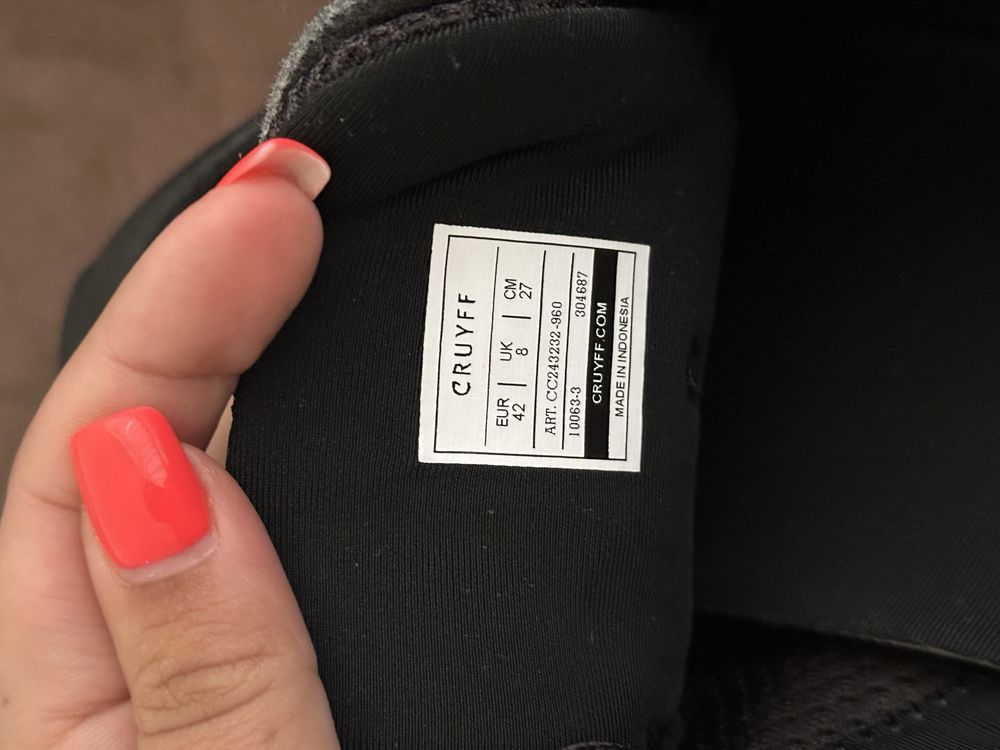 CRUYFF
EUR | UK | CM
42 8 27
ART. CC243232-960
10063-3 304687
CRUYFF.COM
MADE IN INDONESIA